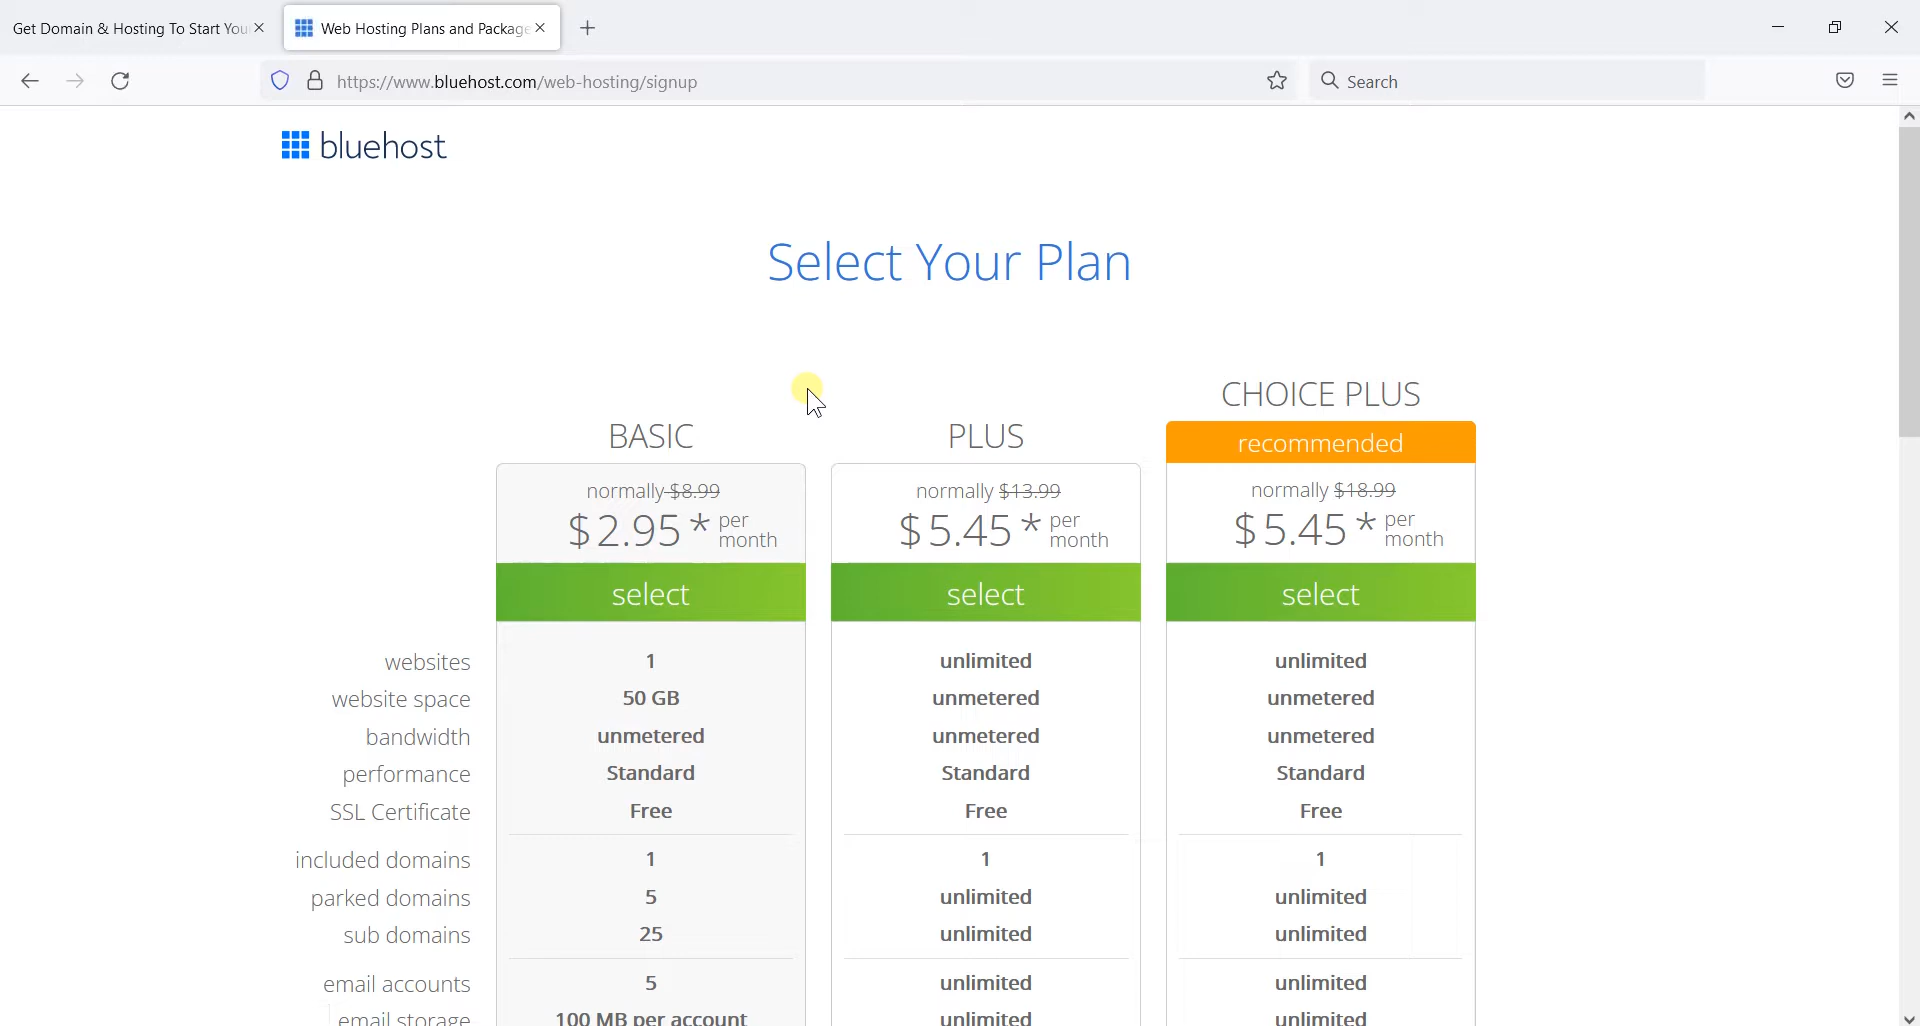 Get Domain & Hosting To Start You
Web Hosting Plans and Package
https://www.bluehost.com/web-hosting/signup
Search
bluehost
Select Your Plan
BASIC PLUS CHOICE PLUS
recommended
normally $8.99 normally $13.99 normally $18.99
$2.95* per month $5.45* per month $5.45* per month
select select select
websites 1 unlimited unlimited
website space 50 GB unmetered unmetered
bandwidth unmetered unmetered unmetered
performance Standard Standard Standard
SSL Certificate Free Free Free
included domains 1 1 1
parked domains 5 unlimited unlimited
sub domains 25 unlimited unlimited
email accounts 5 unlimited unlimited
email storage 100 MB per account unlimited unlimited